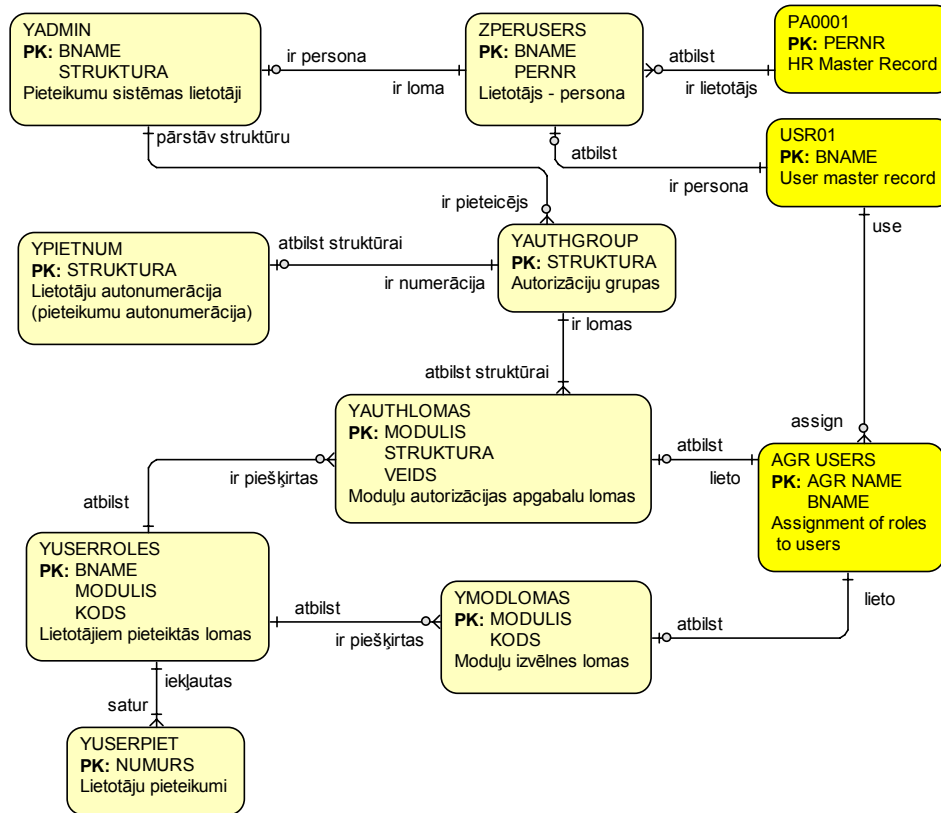 YADMIN
PK: BNAME
STRUKTURA
Pieteikumu sistēmas lietotāji
ir persona
ir loma
ZPERUSERS
PK: BNAME
PERNR
Lietotājs - persona
atbilst
ir lietotājs
PA0001
PK: PERNR
HR Master Record
pārstāv struktūru
atbilst
ir persona
USR01
PK: BNAME
User master record
ir pieteicējs
use
YPIETNUM
PK: STRUKTURA
Lietotāju autonumerācija
(pieteikumu autonumerācija)
atbilst struktūrai
ir numerācija
YAUTHGROUP
PK: STRUKTURA
Autorizāciju grupas
ir lomas
atbilst struktūrai
assign
YAUTHLOMAS
PK: MODULIS
STRUKTURA
VEIDS
Moduļu autorizācijas apgabalu lomas
ir piešķirtas
atbilst
atbilst
lieto
AGR USERS
PK: AGR NAME
BNAME
Assignment of roles
to users
lieto
YUSERROLES
PK: BNAME
MODULIS
KODS
Lietotājiem pieteiktās lomas
atbilst
ir piešķirtas
YMODLOMAS
PK: MODULIS
KODS
Moduļu izvēlnes lomas
atbilst
iekļautas
satur
YUSERPIET
PK: NUMURS
Lietotāju pieteikumi